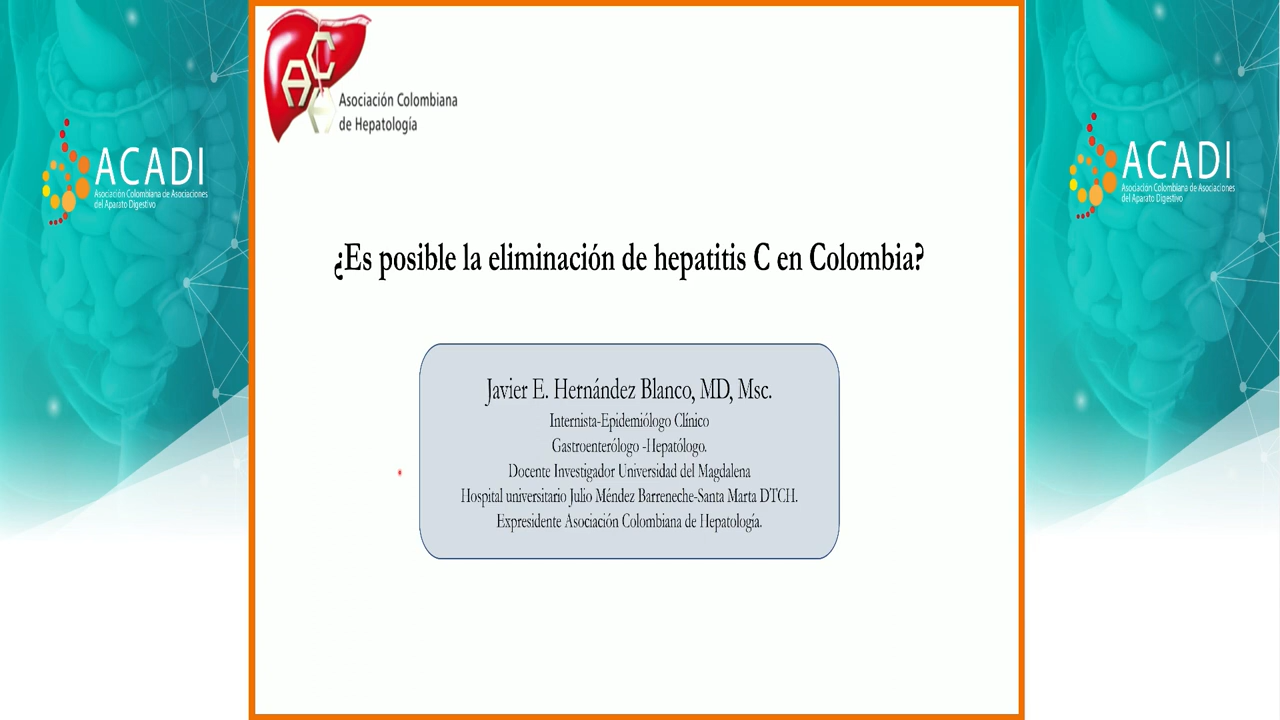 ACH
Asociación Colombiana
de Hepatología
ACADI
Asociación Colombiana de Asociaciones
del Aparato Digestivo
ACADI
Asociación Colombiana de Asociaciones
del Aparato Digestivo
¿Es posible la eliminación de hepatitis C en Colombia?
Javier E. Hernández Blanco, MD, Msc.
Internista-Epidemiólogo Clínico
Gastroenterólogo -Hepatólogo.
Docente Investigador Universidad del Magdalena
Hospital universitario Julio Méndez Barreneche-Santa Marta DTCH.
Expresidente Asociación Colombiana de Hepatología.